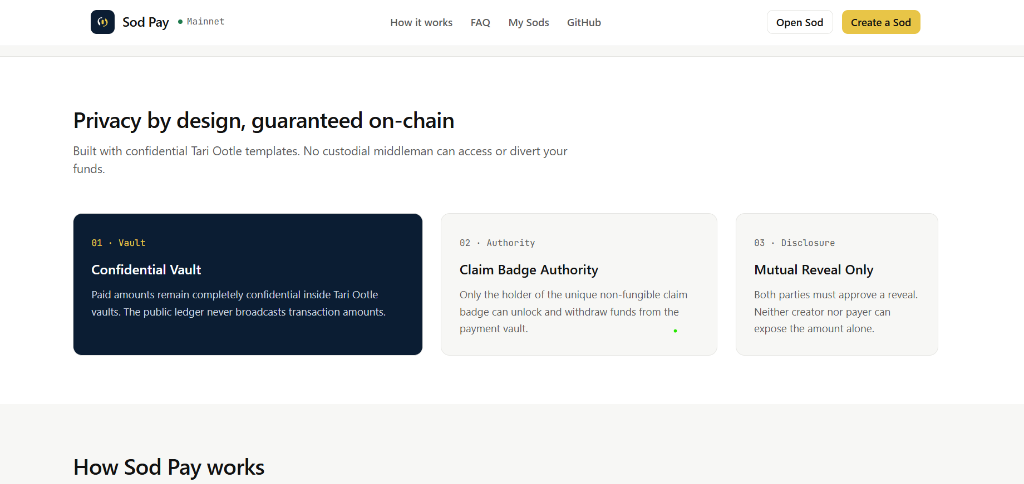 Sod Pay
Mainnet
How it works
FAQ
My Sods
GitHub
Open Sod
Create a Sod
Privacy by design, guaranteed on-chain
Built with confidential Tari Ootle templates. No custodial middleman can access or divert your
funds.
01 · Vault
Confidential Vault
Paid amounts remain completely confidential inside Tari Ootle
vaults. The public ledger never broadcasts transaction amounts.
02 · Authority
Claim Badge Authority
Only the holder of the unique non-fungible claim
badge can unlock and withdraw funds from the
payment vault.
03 · Disclosure
Mutual Reveal Only
Both parties must approve a reveal.
Neither creator nor payer can
expose the amount alone.
How Sod Pay works